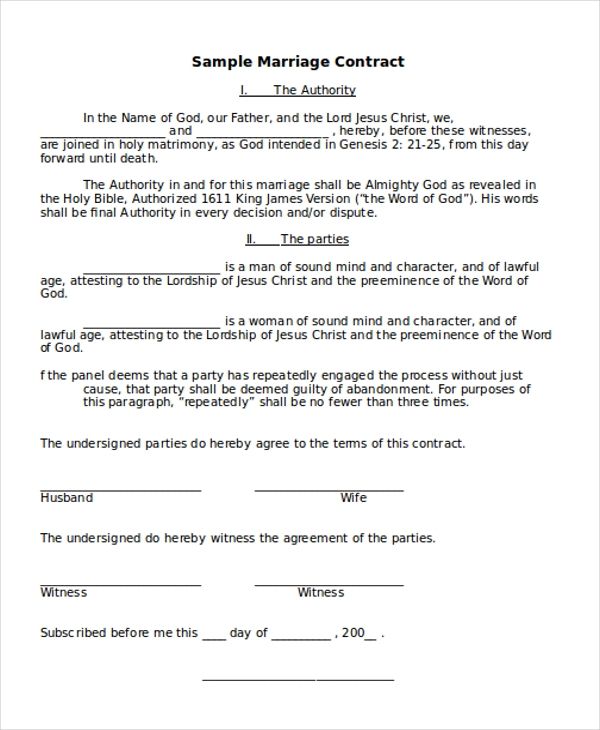 Sample Marriage Contract
I. The Authority
In the Name of God, our Father, and the Lord Jesus Christ, we,
____________________ and _____________________ , hereby, before these witnesses,
are joined in holy matrimony, as God intended in Genesis 2: 21-25, from this day
forward until death.
The Authority in and for this marriage shall be Almighty God as revealed in
the Holy Bible, Authorized 1611 King James Version (“the Word of God”). His words
shall be final Authority in every decision and/or dispute.
II. The parties
______________________ is a man of sound mind and character, and of lawful
age, attesting to the Lordship of Jesus Christ and the preeminence of the Word of
God.
______________________ is a woman of sound mind and character, and of
lawful age, attesting to the Lordship of Jesus Christ and the preeminence of the Word
of God.
f the panel deems that a party has repeatedly engaged the process without just
cause, that party shall be deemed guilty of abandonment. For purposes of
this paragraph, “repeatedly” shall be no fewer than three times.
The undersigned parties do hereby agree to the terms of this contract.
__________________________ ________________________
Husband Wife
The undersigned do hereby witness the agreement of the parties.
__________________________ ________________________
Witness Witness
Subscribed before me this ____ day of __________ , 200__ .
_______________________________